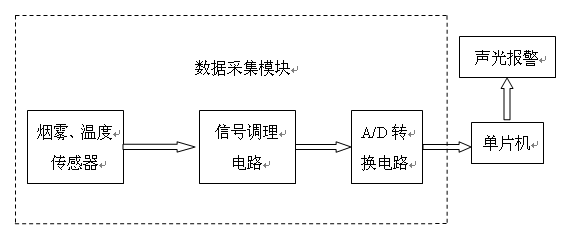 数据采集模块
声光报警
烟雾、温度
传感器
信号调理
电路
A/D 转
换电路
单片机